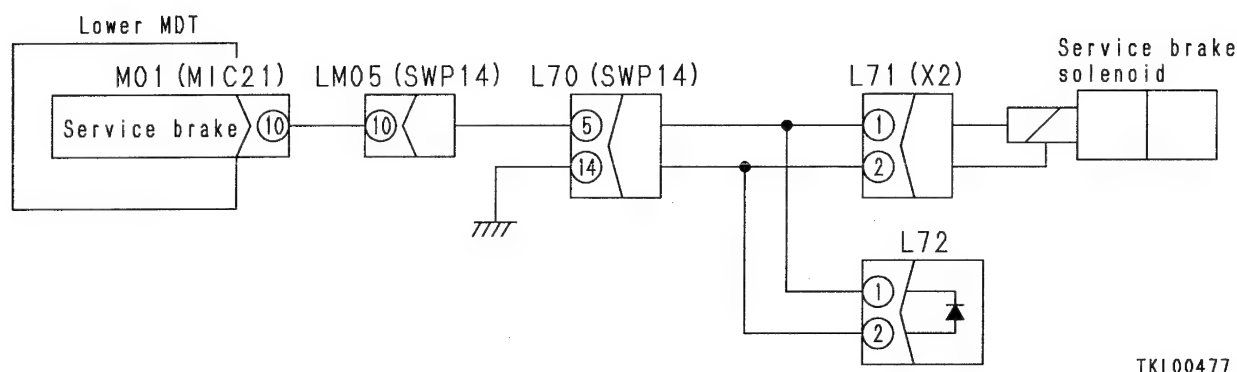 Lower MDT
Service brake
solenoid
M01 (MIC21)
LM05 (SWP14)
L70 (SWP14)
L71 (X2)
Service brake
10
10
5
14
1
2
L72
1
2
TKL00477